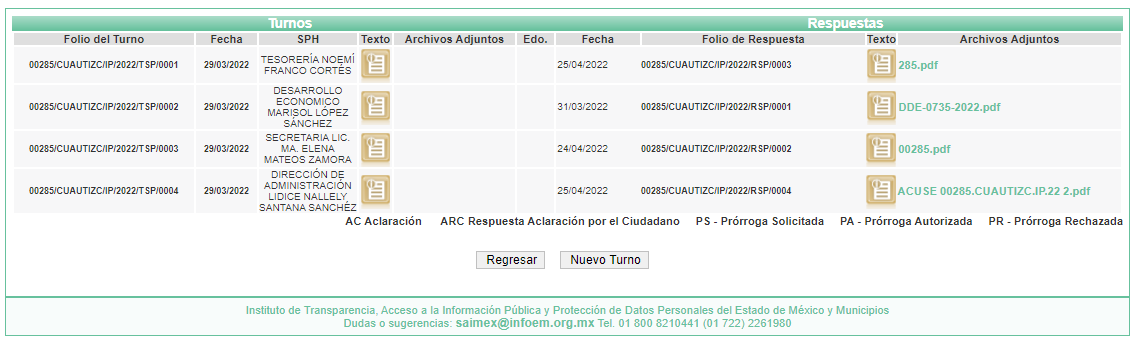 Turnos Respuestas
Folio del Turno Fecha SPH Texto Archivos Adjuntos Edo. Fecha Folio de Respuesta Texto Archivos Adjuntos
00285/CUAUTIZC/IP/2022/TSP/0001 29/03/2022 TESORERÍA NOEMÍ
FRANCO CORTÉS 25/04/2022 00285/CUAUTIZC/IP/2022/RSP/0003 285.pdf
00285/CUAUTIZC/IP/2022/TSP/0002 29/03/2022 DESARROLLO
ECONOMICO
MARISOL LÓPEZ
SÁNCHEZ 31/03/2022 00285/CUAUTIZC/IP/2022/RSP/0001 DDE-0735-2022.pdf
00285/CUAUTIZC/IP/2022/TSP/0003 29/03/2022 SECRETARIA LIC.
MA. ELENA
MATEOS ZAMORA 24/04/2022 00285/CUAUTIZC/IP/2022/RSP/0002 00285.pdf
00285/CUAUTIZC/IP/2022/TSP/0004 29/03/2022 DIRECCIÓN DE
ADMINISTRACIÓN
LIDICE NALLELY
SANTANA SANCHÉZ 25/04/2022 00285/CUAUTIZC/IP/2022/RSP/0004 ACUSE 00285.CUAUTIZC.IP.22 2.pdf
AC Aclaración ARC Respuesta Aclaración por el Ciudadano PS - Prórroga Solicitada PA - Prórroga Autorizada PR - Prórroga Rechazada
Regresar Nuevo Turno
Instituto de Transparencia, Acceso a la Información Pública y Protección de Datos Personales del Estado de México y Municipios
Dudas o sugerencias: saimex@infoem.org.mx Tel. 01 800 8210441 (01 722) 2261980